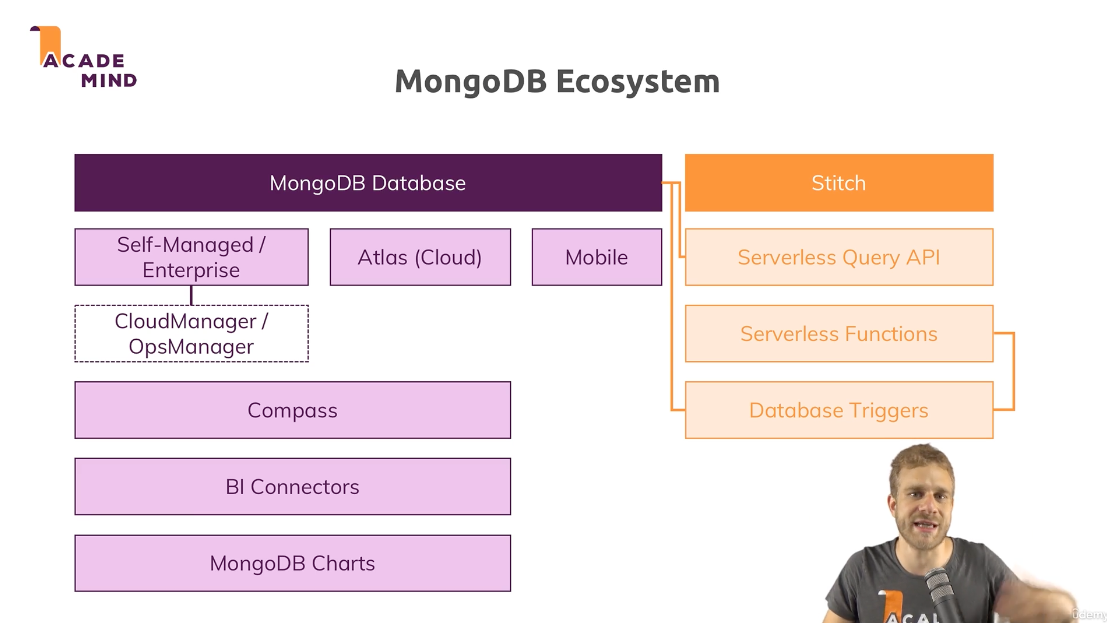 ACADE
MIND
MongoDB Ecosystem
MongoDB Database
Stitch
Self-Managed /
Enterprise
Atlas (Cloud)
Mobile
Serverless Query API
CloudManager /
OpsManager
Serverless Functions
Compass
Database Triggers
BI Connectors
MongoDB Charts
ACA
Udemy